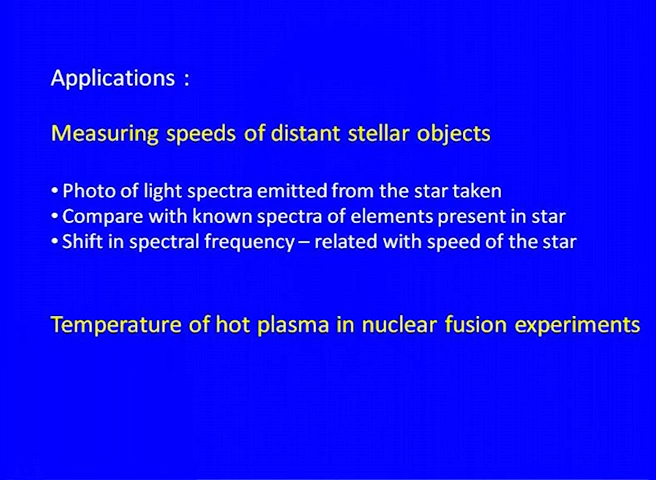 Applications :
Measuring speeds of distant stellar objects
• Photo of light spectra emitted from the star taken
• Compare with known spectra of elements present in star
• Shift in spectral frequency – related with speed of the star
Temperature of hot plasma in nuclear fusion experiments